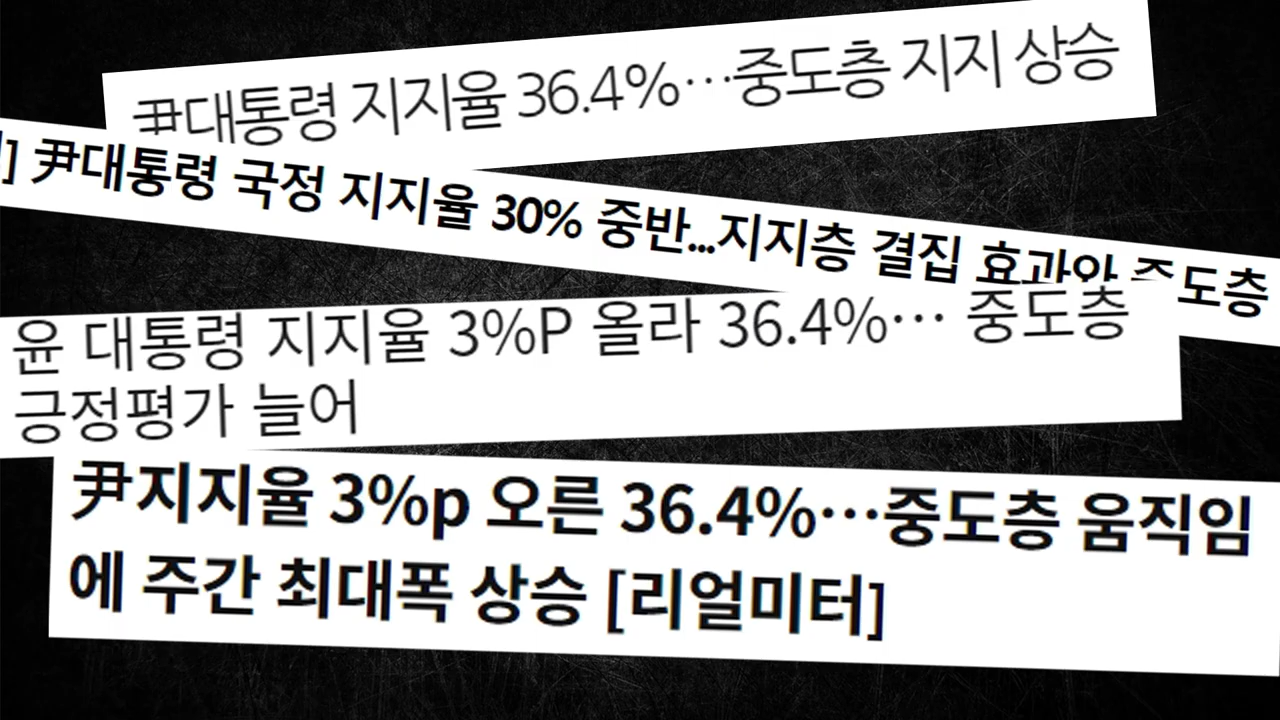 尹대통령 지지율 36.4%…중도층 지지 상승
] 尹대통령 국정 지지율 30% 중반...지지층 결집 효과와 중도층
윤 대통령 지지율 3%P 올라 36.4%… 중도층
긍정평가 늘어
尹지지율 3%p 오른 36.4%…중도층 움직임
에 주간 최대폭 상승 [리얼미터]